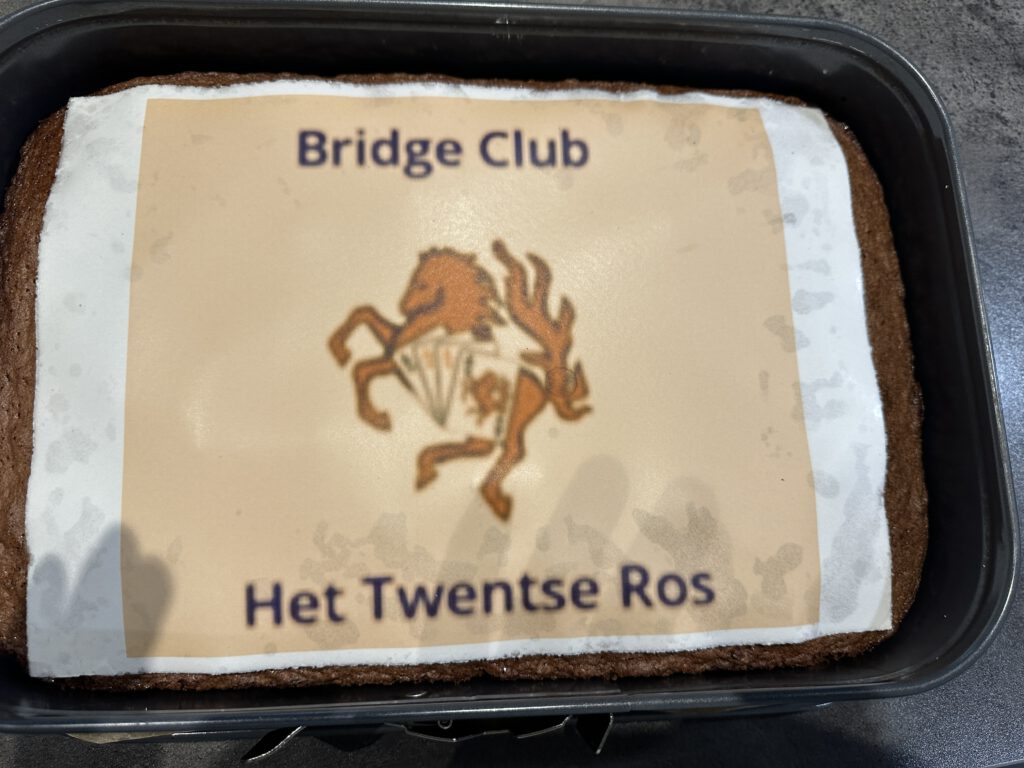 Bridge Club
Het Twentse Ros